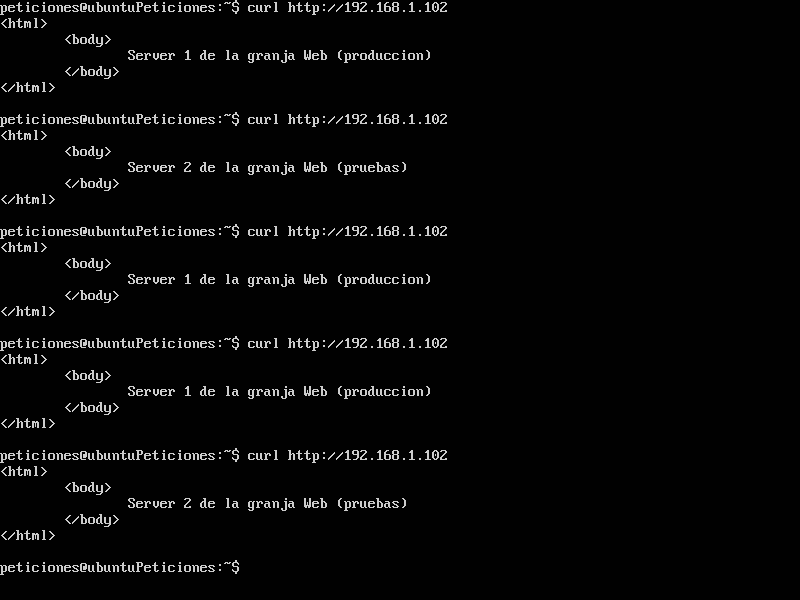 peticiones@ubuntuPeticiones:~$ curl http://192.168.1.102
<html>
        <body>
                Server 1 de la granja Web (produccion)
        </body>
</html>

peticiones@ubuntuPeticiones:~$ curl http://192.168.1.102
<html>
        <body>
                Server 2 de la granja Web (pruebas)
        </body>
</html>

peticiones@ubuntuPeticiones:~$ curl http://192.168.1.102
<html>
        <body>
                Server 1 de la granja Web (produccion)
        </body>
</html>

peticiones@ubuntuPeticiones:~$ curl http://192.168.1.102
<html>
        <body>
                Server 1 de la granja Web (produccion)
        </body>
</html>

peticiones@ubuntuPeticiones:~$ curl http://192.168.1.102
<html>
        <body>
                Server 2 de la granja Web (pruebas)
        </body>
</html>

peticiones@ubuntuPeticiones:~$